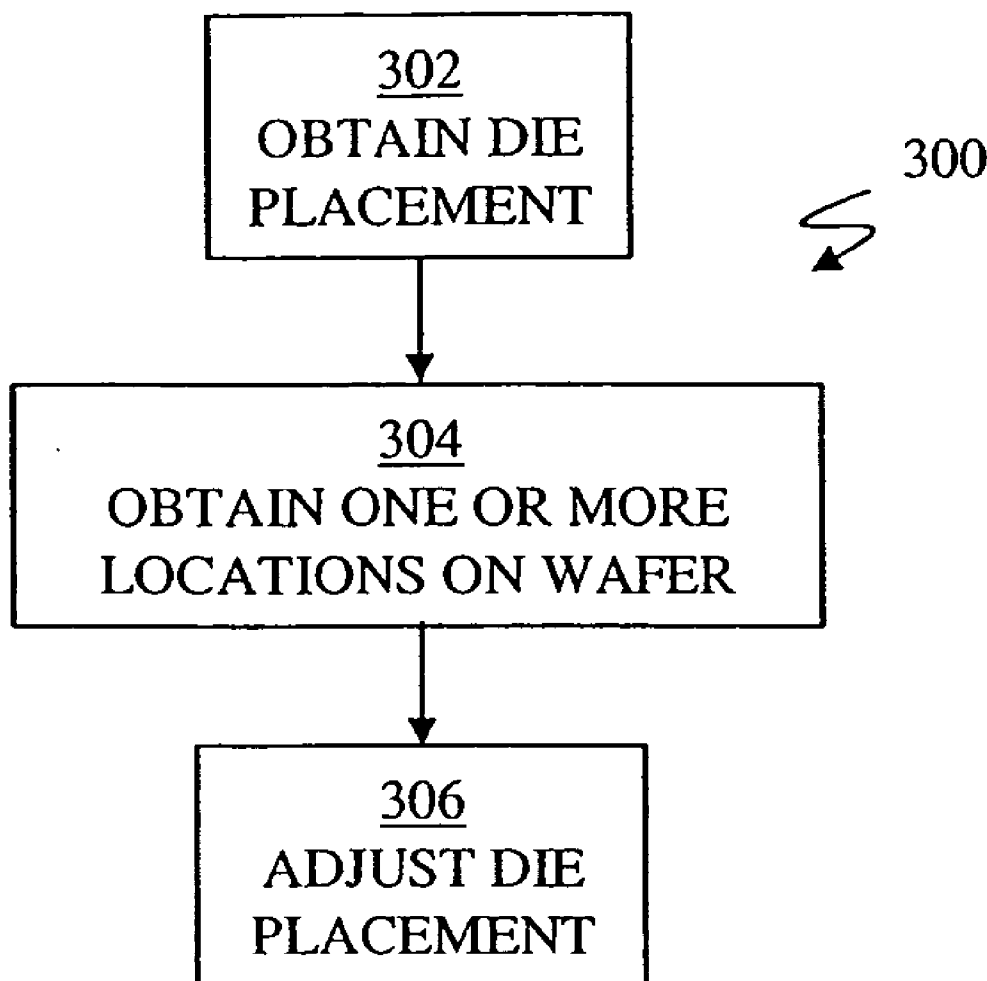 302
OBTAIN DIE
PLACEMENT
300
304
OBTAIN ONE OR MORE
LOCATIONS ON WAFER
306
ADJUST DIE
PLACEMENT